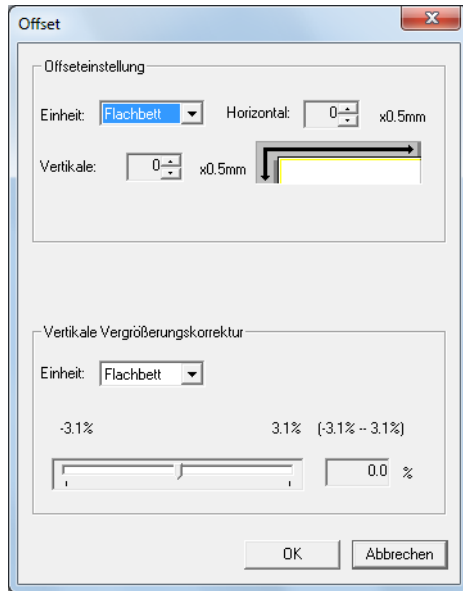 Offset
Offseteinstellung
Einheit: Flachbett Horizontal: 0 x0.5mm
Vertikale: 0 x0.5mm
Vertikale Vergrößerungskorrektur
Einheit: Flachbett
-3.1% 3.1% (-3.1% -- 3.1%)
0.0 %
OK Abbrechen